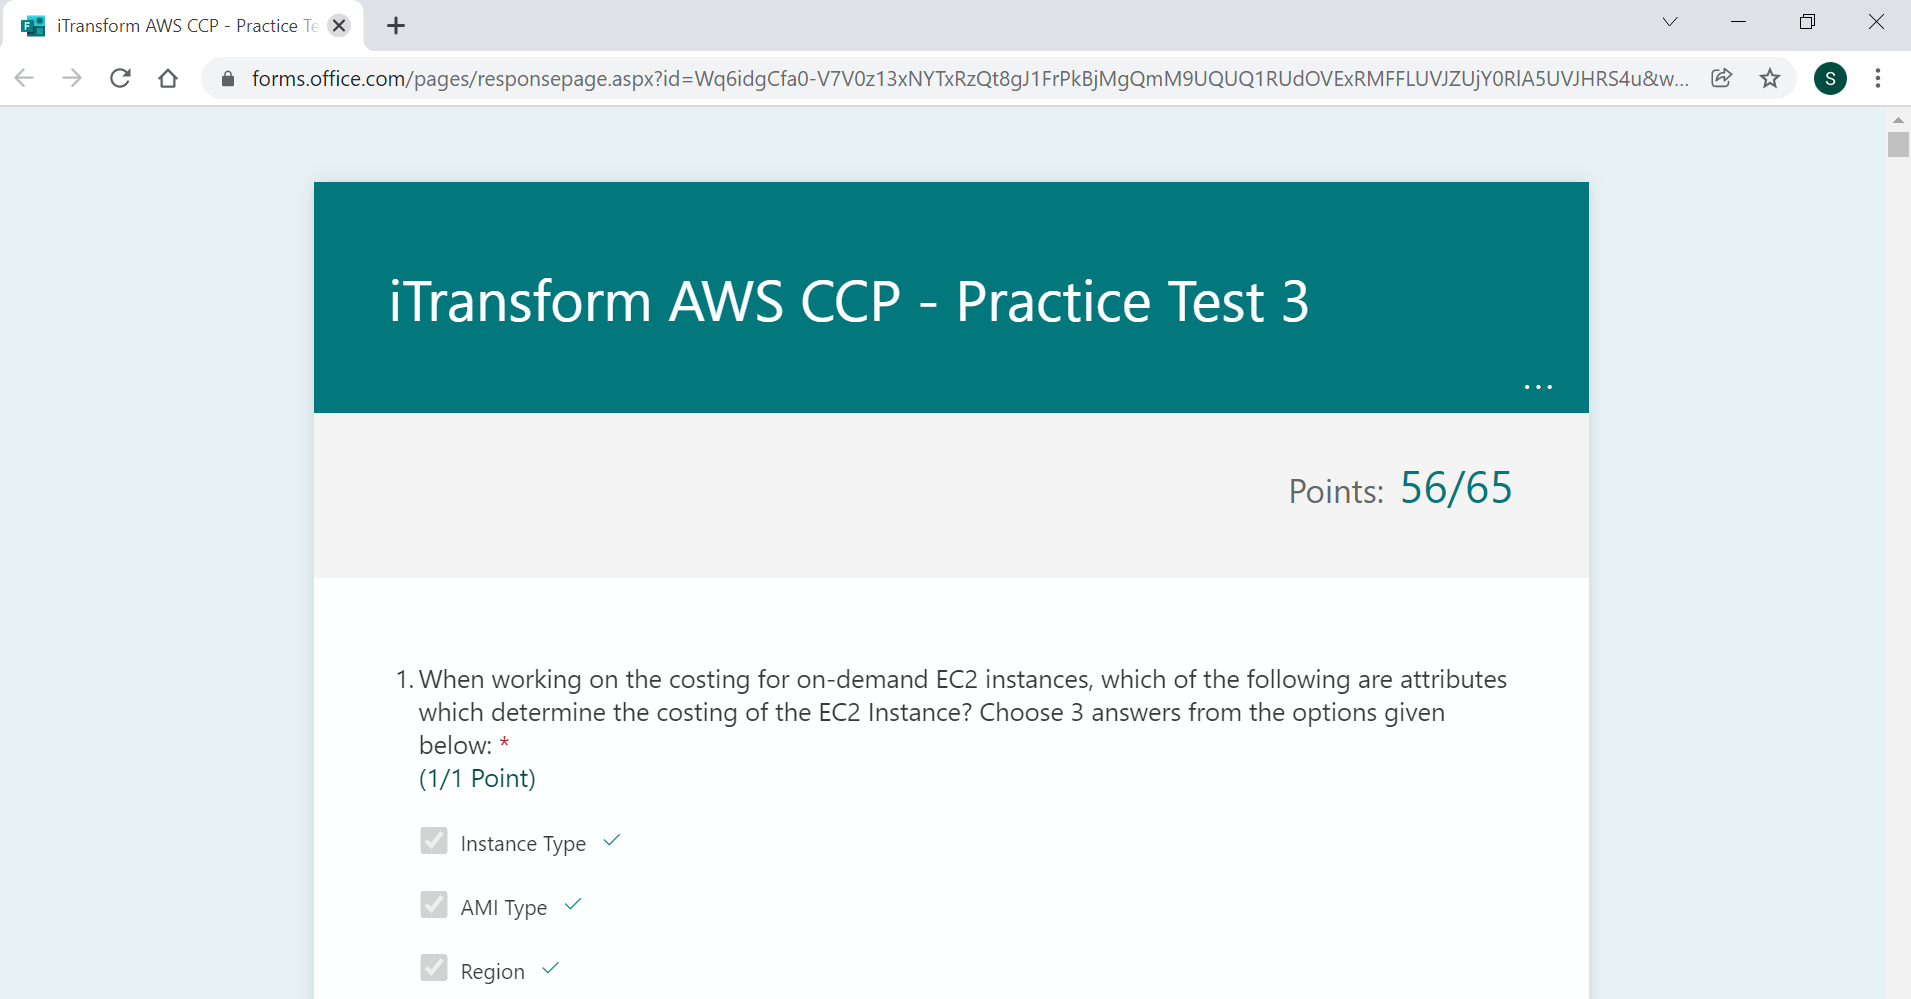 iTransform AWS CCP - Practice Te
forms.office.com/pages/responsepage.aspx?id=Wq6idgCfa0-V7V0z13xNYTxRzQt8gJ1FrPkBjMgQmM9UQUQ1RUdOVExRMFFLUVJZUjY0RlA5UVJHRS4u&w...
S
iTransform AWS CCP - Practice Test 3
...
Points: 56/65
1. When working on the costing for on-demand EC2 instances, which of the following are attributes
which determine the costing of the EC2 Instance? Choose 3 answers from the options given
below: *
(1/1 Point)
Instance Type
AMI Type
Region